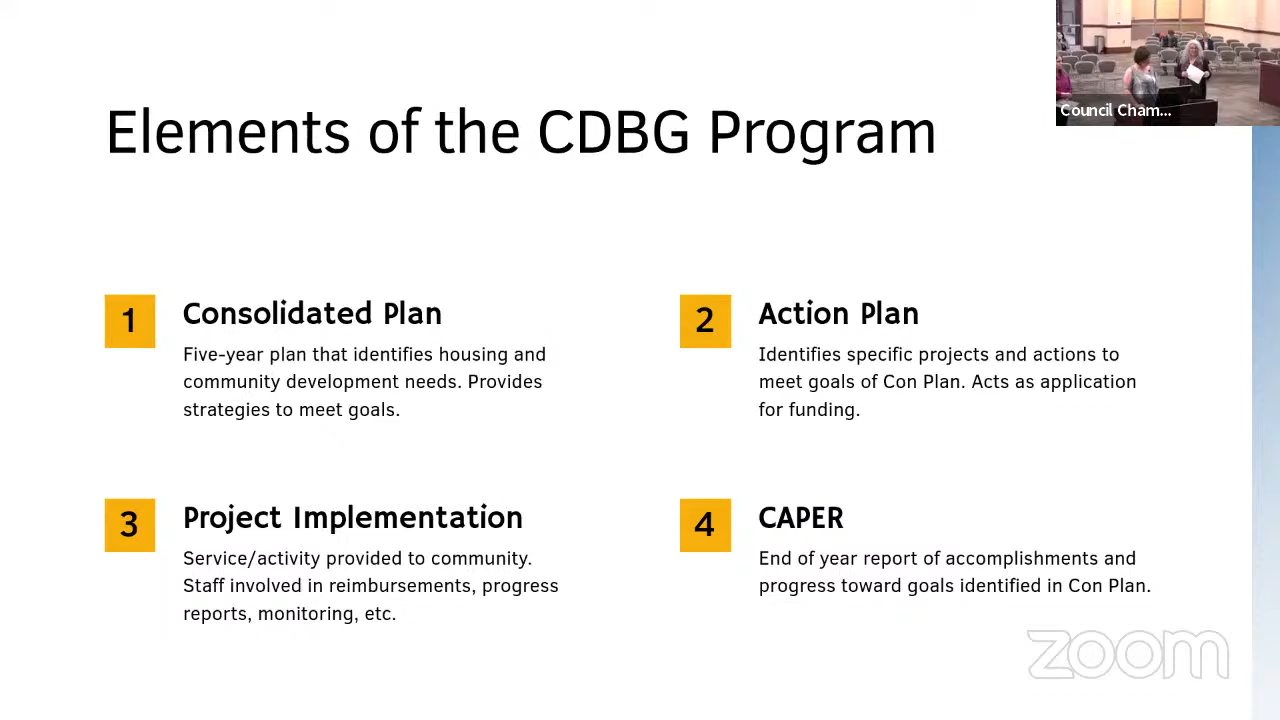 Council Cham...
Elements of the CDBG Program
1
Consolidated Plan
Five-year plan that identifies housing and
community development needs. Provides
strategies to meet goals.
2
Action Plan
Identifies specific projects and actions to
meet goals of Con Plan. Acts as application
for funding.
3
Project Implementation
Service/activity provided to community.
Staff involved in reimbursements, progress
reports, monitoring, etc.
4
CAPER
End of year report of accomplishments and
progress toward goals identified in Con Plan.
zoom